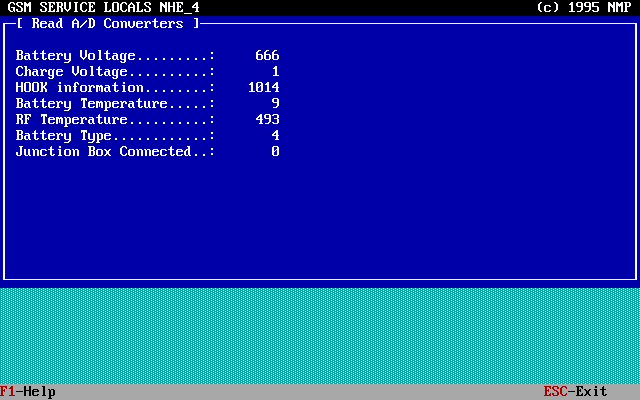 GSM SERVICE LOCALS NHE_4 (c) 1995 NMP
[ Read A/D Converters ]
Battery Voltage.........: 666
Charge Voltage..........: 1
HOOK information........: 1014
Battery Temperature.....: 9
RF Temperature..........: 493
Battery Type............: 4
Junction Box Connected..: 0
F1-Help ESC-Exit